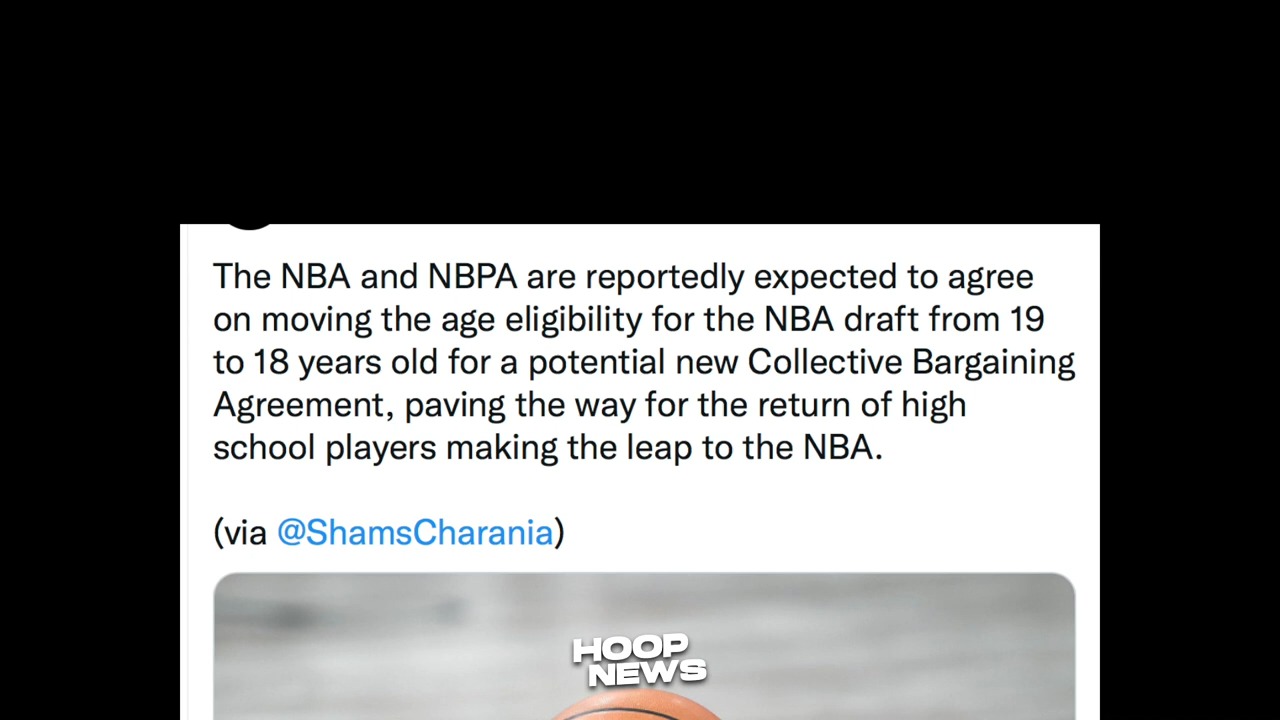 The NBA and NBPA are reportedly expected to agree
on moving the age eligibility for the NBA draft from 19
to 18 years old for a potential new Collective Bargaining
Agreement, paving the way for the return of high
school players making the leap to the NBA.
(via @ShamsCharania)
HOOP
NEWS